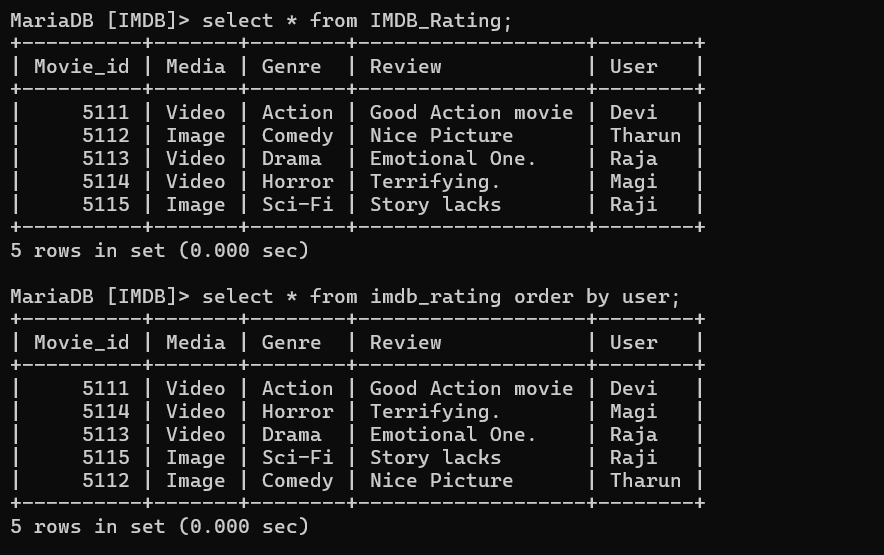 MariaDB [IMDB]> select * from IMDB_Rating;
+----------+-------+--------+-------------------+--------+
| Movie_id | Media | Genre  | Review            | User   |
+----------+-------+--------+-------------------+--------+
|     5111 | Video | Action | Good Action movie | Devi   |
|     5112 | Image | Comedy | Nice Picture      | Tharun |
|     5113 | Video | Drama  | Emotional One.    | Raja   |
|     5114 | Video | Horror | Terrifying.       | Magi   |
|     5115 | Image | Sci-Fi | Story lacks       | Raji   |
+----------+-------+--------+-------------------+--------+
5 rows in set (0.000 sec)

MariaDB [IMDB]> select * from imdb_rating order by user;
+----------+-------+--------+-------------------+--------+
| Movie_id | Media | Genre  | Review            | User   |
+----------+-------+--------+-------------------+--------+
|     5111 | Video | Action | Good Action movie | Devi   |
|     5114 | Video | Horror | Terrifying.       | Magi   |
|     5113 | Video | Drama  | Emotional One.    | Raja   |
|     5115 | Image | Sci-Fi | Story lacks       | Raji   |
|     5112 | Image | Comedy | Nice Picture      | Tharun |
+----------+-------+--------+-------------------+--------+
5 rows in set (0.000 sec)